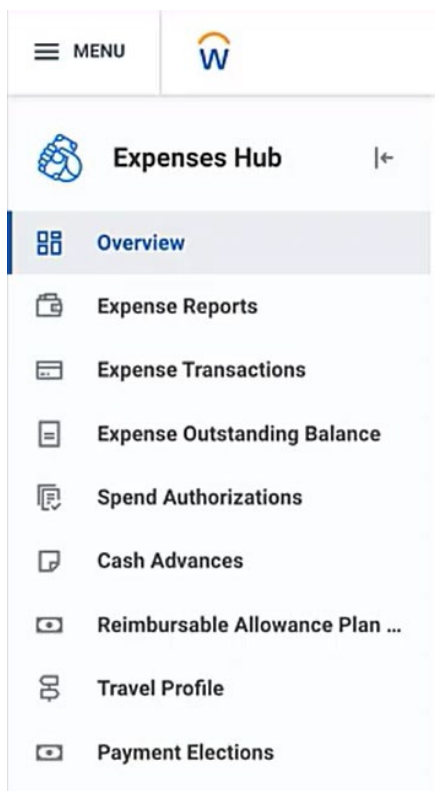 MENU
W
Expenses Hub
Overview
Expense Reports
Expense Transactions
Expense Outstanding Balance
Spend Authorizations
Cash Advances
Reimbursable Allowance Plan ...
Travel Profile
Payment Elections